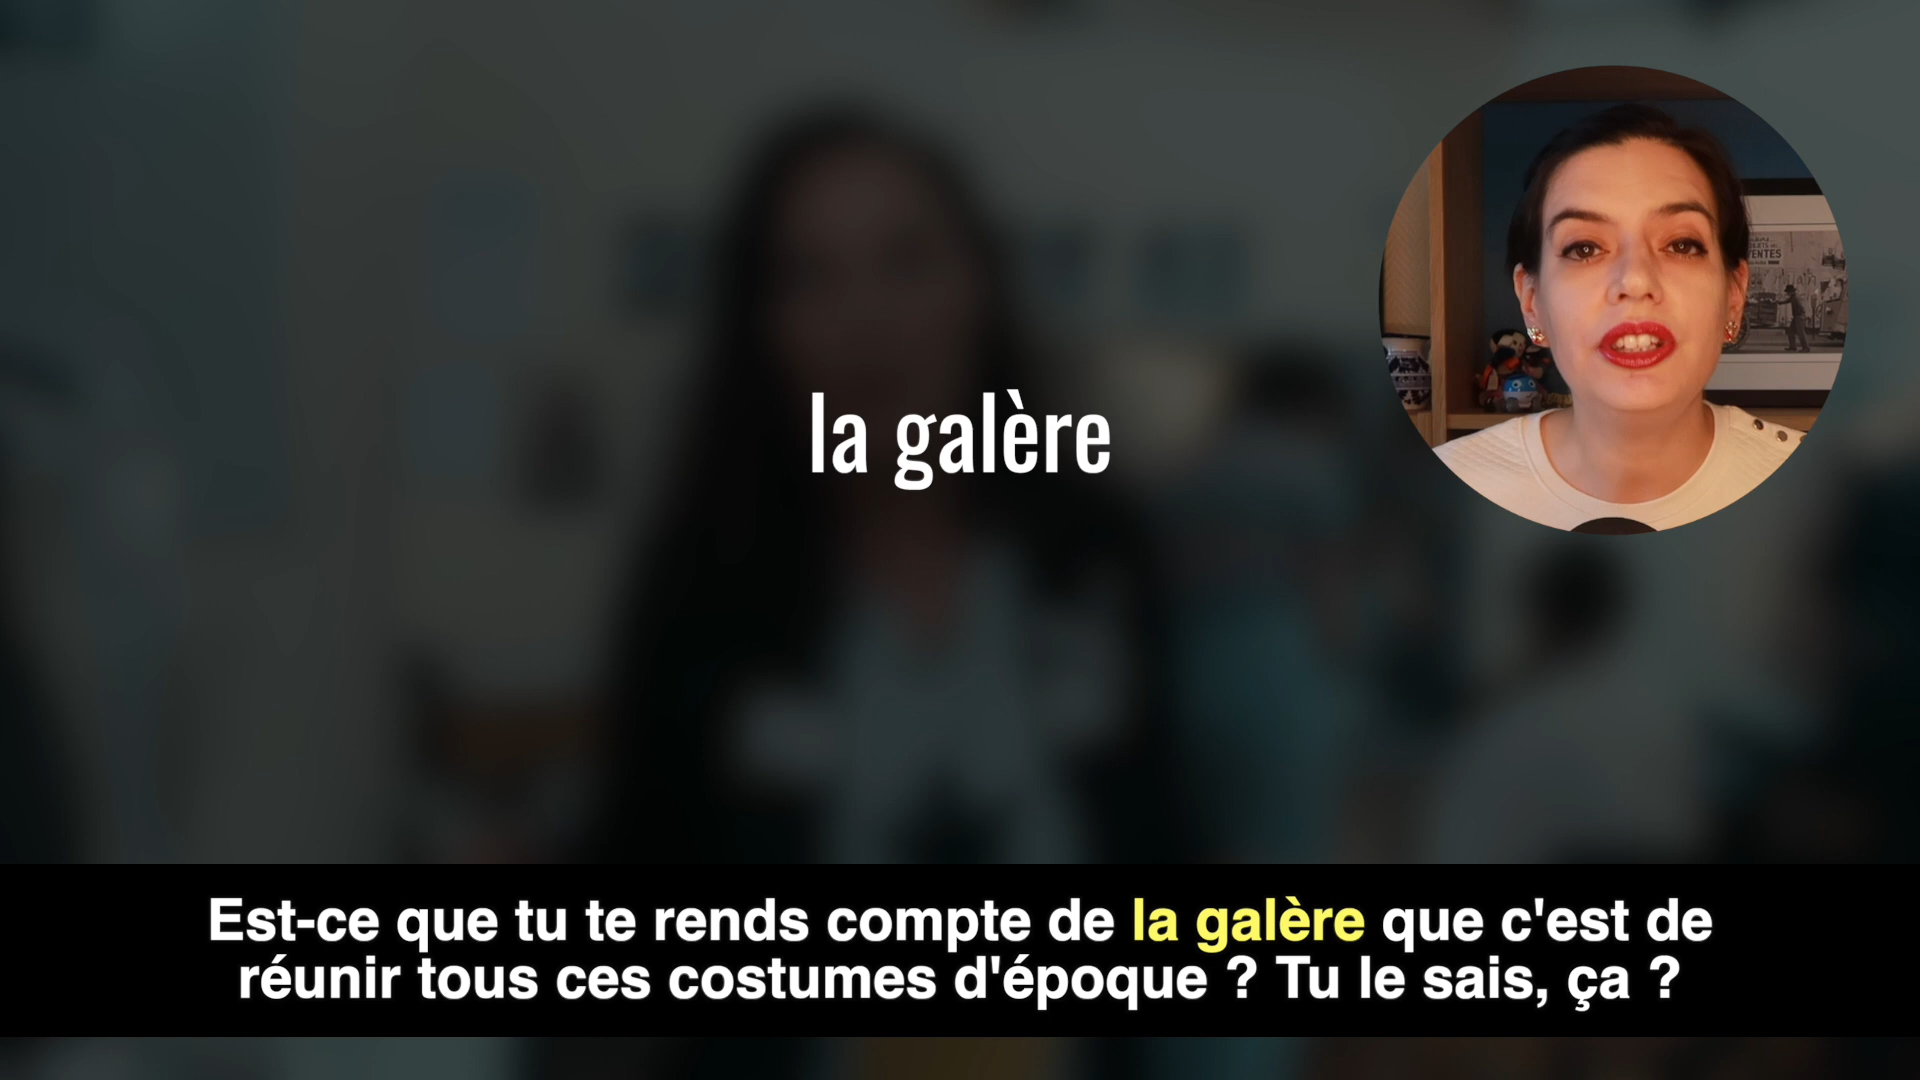 VENTES
la galère
Est-ce que tu te rends compte de la galère que c'est de
réunir tous ces costumes d'époque ? Tu le sais, ça ?